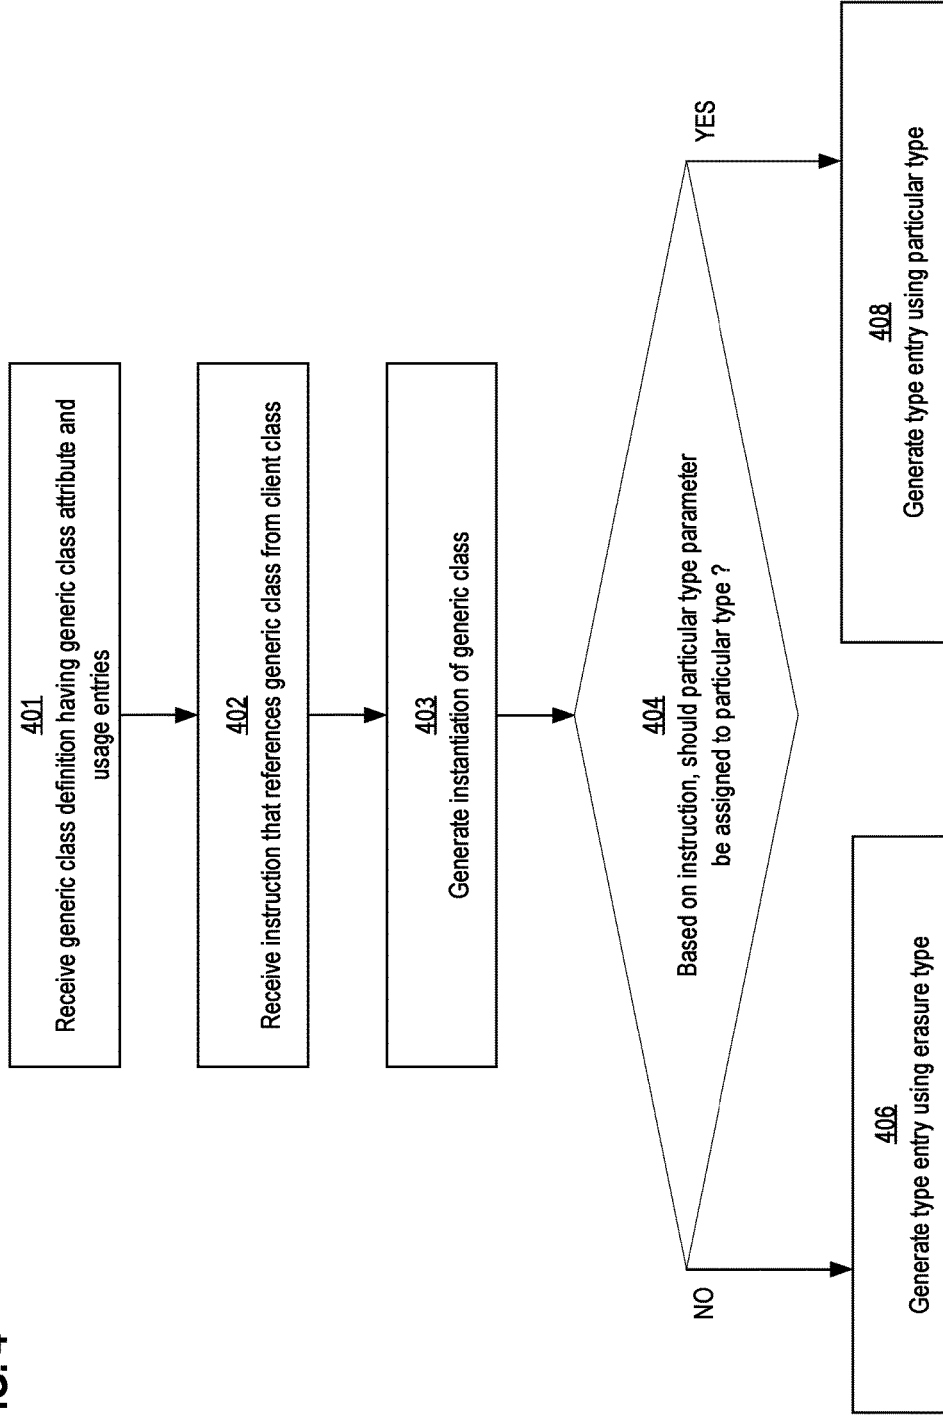 401
Receive generic class definition having generic class attribute and
usage entries
402
Receive instruction that references generic class from client class
403
Generate instantiation of generic class
404
Based on instruction, should particular type parameter
be assigned to particular type ?
NO
YES
406
Generate type entry using erasure type
408
Generate type entry using particular type